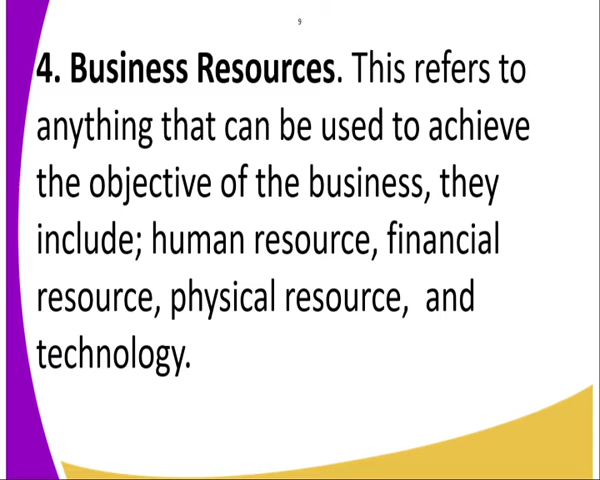 9
4. Business Resources. This refers to
anything that can be used to achieve
the objective of the business, they
include; human resource, financial
resource, physical resource,  and
technology.